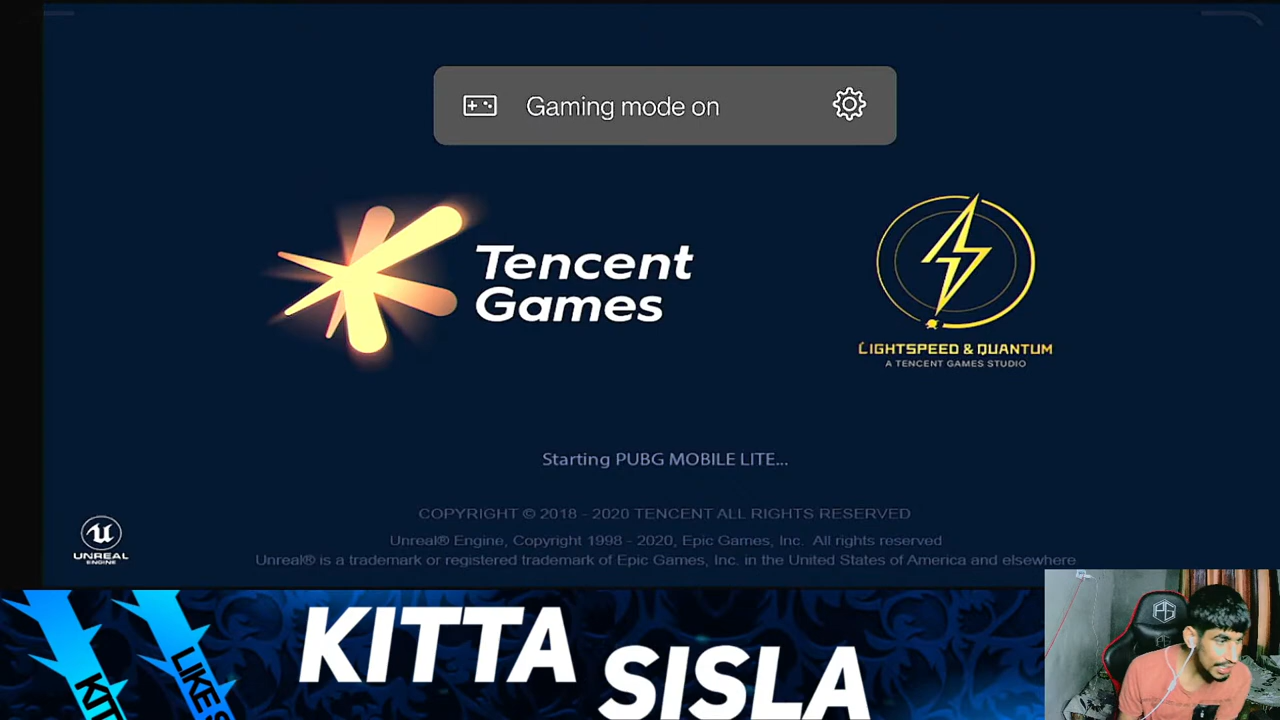 Gaming mode on
Tencent
Games
LIGHTSPEED & QUANTUM
A TENCENT GAMES STUDIO
Starting PUBG MOBILE LITE...
COPYRIGHT © 2018 - 2020 TENCENT ALL RIGHTS RESERVED
Unreal® Engine, Copyright 1998 - 2020, Epic Games, Inc. All rights reserved
Unreal® is a trademark or registered trademark of Epic Games, Inc. in the United States of America and elsewhere
UNREAL
ENGINE
KITTA
SISLA
LIKES